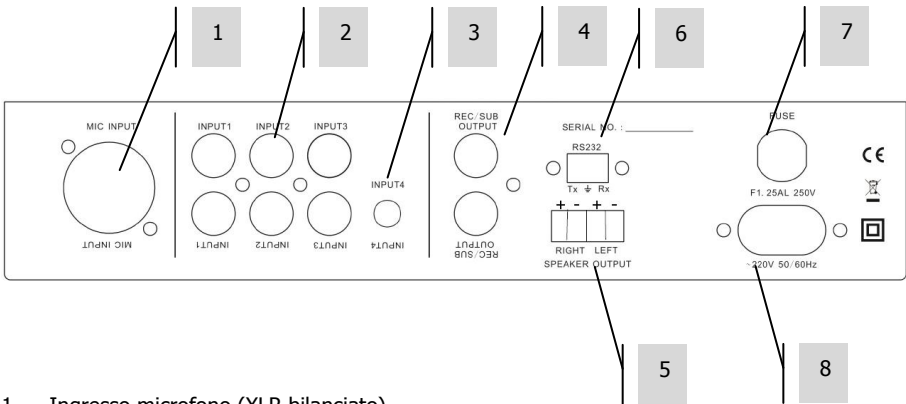 1 2 3 4 6 7
MIC INPUT
INPUT1 INPUT2 INPUT3
INPUT4
INPUT1 INPUT2 INPUT3 INPUT4
MIC INPUT
REC/SUB
OUTPUT
REC/SUB
OUTPUT
SERIAL NO. :
RS232
Tx Rx
+ - + -
RIGHT LEFT
SPEAKER OUTPUT
FUSE
F1. 25AL 250V
~220V 50/60Hz
CE
5 8
1. Ingresso microfono (XLR bilanciato)